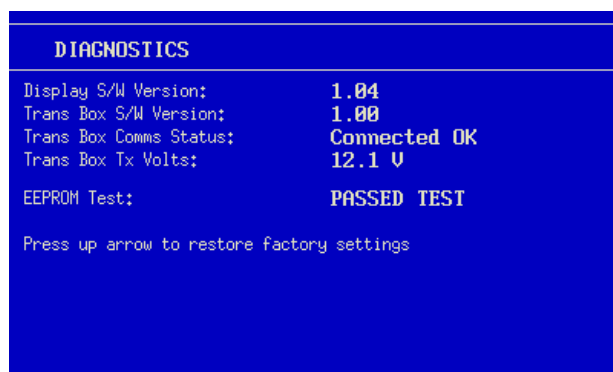 DIAGNOSTICS
Display S/W Version: 1.04
Trans Box S/W Version: 1.00
Trans Box Comms Status: Connected OK
Trans Box Tx Volts: 12.1 V
EEPROM Test: PASSED TEST
Press up arrow to restore factory settings